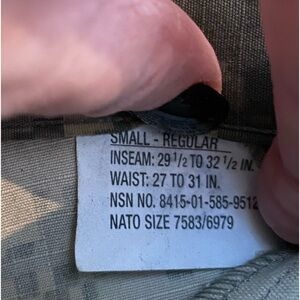 SMALL - REGULAR
INSEAM: 29 1/2 TO 32 1/2 IN.
WAIST: 27 TO 31 IN.
NSN NO. 8415-01-585-9512
NATO SIZE 7583/6979